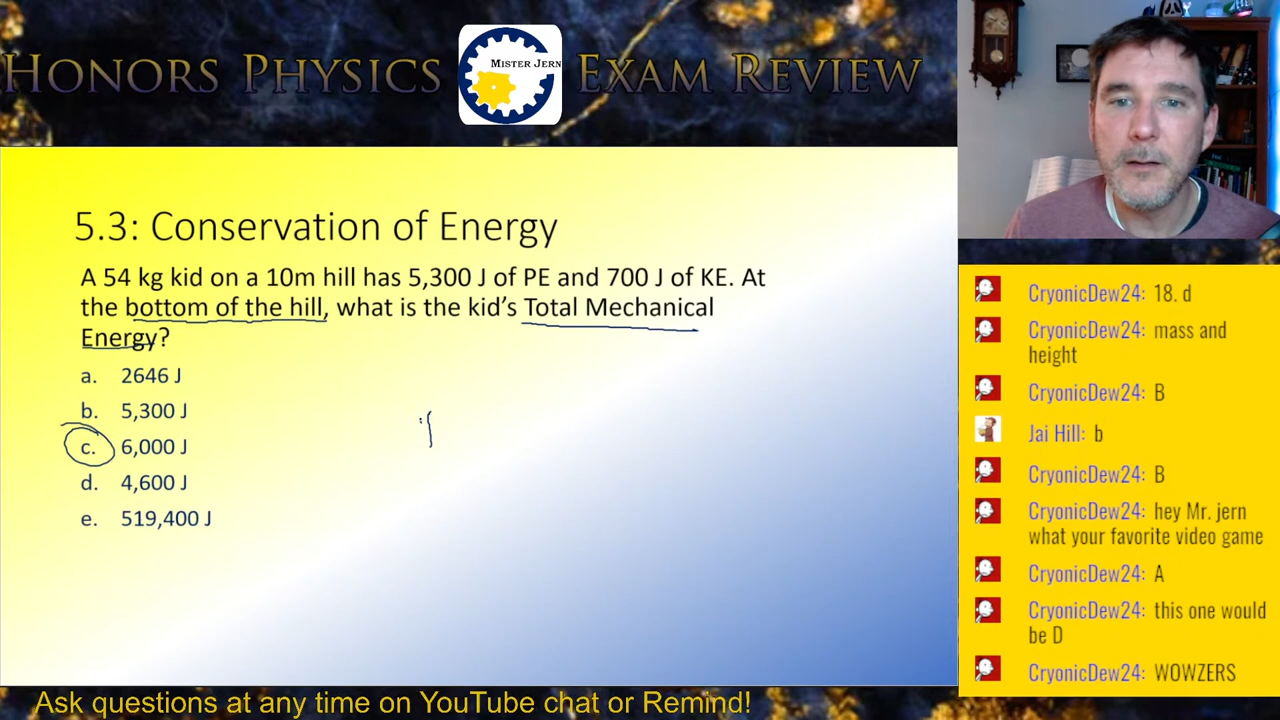 HONORS PHYSICS
MISTER JERN
EXAM REVIEW
5.3: Conservation of Energy
A 54 kg kid on a 10m hill has 5,300 J of PE and 700 J of KE. At
the bottom of the hill, what is the kid's Total Mechanical
Energy?
a. 2646 J
b. 5,300 J
c. 6,000 J
d. 4,600 J
e. 519,400 J
CryonicDew24: 18. d
CryonicDew24: mass and
height
CryonicDew24: B
Jai Hill: b
CryonicDew24: B
CryonicDew24: hey Mr. jern
what your favorite video game
CryonicDew24: A
CryonicDew24: this one would
be D
CryonicDew24: WOWZERS
Ask questions at any time on YouTube chat or Remind!